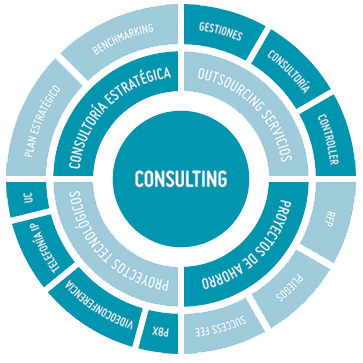 CONSULTING
CONSULTORÍA ESTRATÉGICA
PLAN ESTRATÉGICO
BENCHMARKING
OUTSOURCING SERVICIOS
GESTIONES
CONSULTORÍA
CONTROLLER
PROYECTOS DE AHORRO
RFP
PLIEGOS
SUCCESS FEE
PROYECTOS TECNOLÓGICOS
PBX
VIDEOCONFERENCIA
TELEFONÍA IP
UC